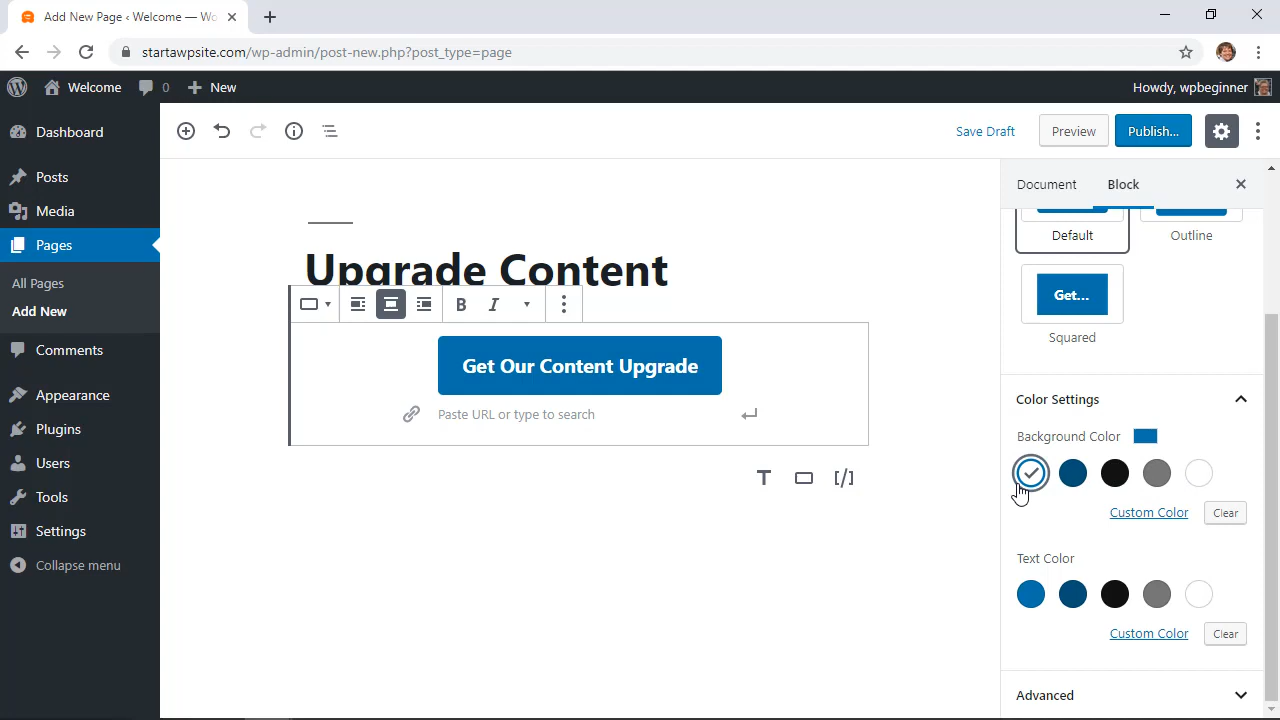 Add New Page ‹ Welcome — Wo
startawpsite.com/wp-admin/post-new.php?post_type=page
Welcome
0
New
Howdy, wpbeginner
Dashboard
Posts
Media
Pages
All Pages
Add New
Comments
Appearance
Plugins
Users
Tools
Settings
Collapse menu
Save Draft
Preview
Publish...
Upgrade Content
B
I
Get Our Content Upgrade
Paste URL or type to search
T
[/]
Document
Block
Default
Outline
Get...
Squared
Color Settings
Background Color
Custom Color
Clear
Text Color
Custom Color
Clear
Advanced